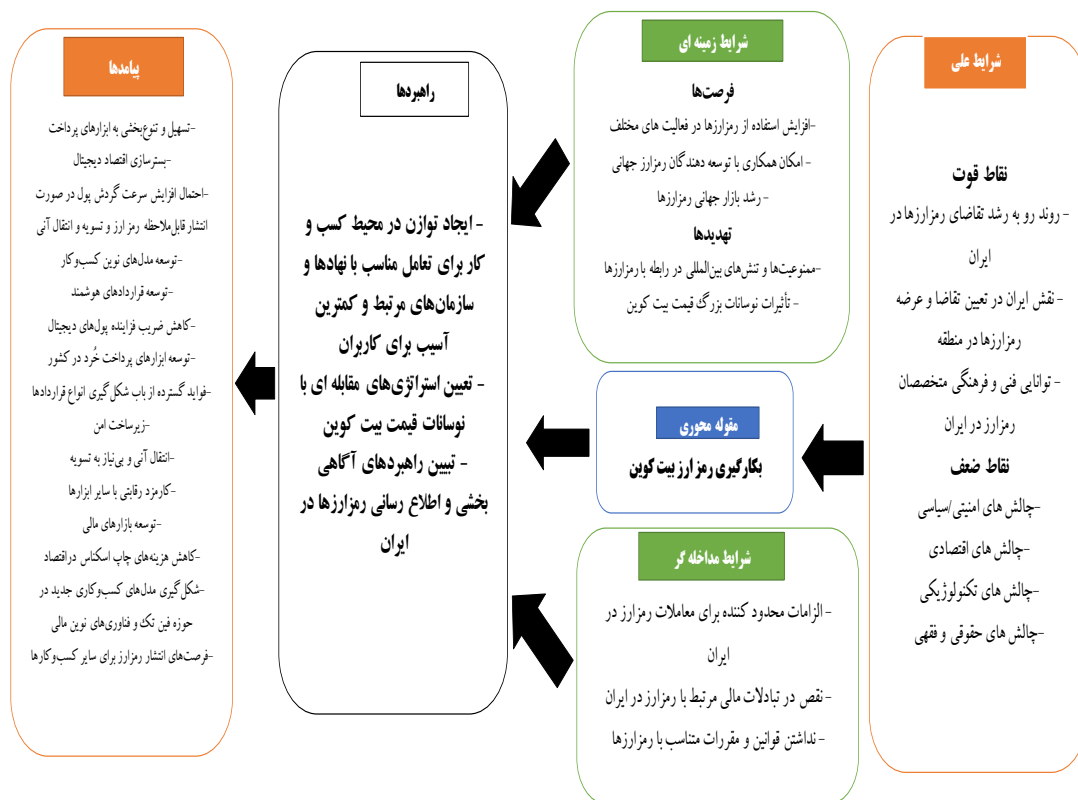 شرایط علی
نقاط قوت
- روند رو به رشد تقاضای رمزارزها در
ایران
- نقش ایران در تعیین تقاضا و عرضه
رمزارزها در منطقه
- توانایی فنی و فرهنگی متخصصان
رمزارز در ایران
نقاط ضعف
-چالش های امنیتی/سیاسی
-چالش های اقتصادی
-چالش های تکنولوژیکی
-چالش های حقوقی و فقهی
شرایط زمینه ای
فرصت‌ها
-افزایش استفاده از رمزارزها در فعالیت های مختلف
- امکان همکاری با توسعه دهندگان رمزارز جهانی
- رشد بازار جهانی رمزارزها
تهدیدها
-ممنوعیت‌ها و تنش‌های بین‌المللی در رابطه با رمزارزها
- تأثیرات نوسانات بزرگ قیمت بیت کوین
مقوله محوری
بکارگیری رمز ارز بیت کوین
شرایط مداخله گر
- الزامات محدود کننده برای معاملات رمزارز در
ایران
- نقص در تبادلات مالی مرتبط با رمزارز در ایران
- نداشتن قوانین و مقررات متناسب با رمزارزها
راهبردها
- ایجاد توازن در محیط کسب و
کار برای تعامل مناسب با نهادها و
سازمان‌های مرتبط و کمترین
آسیب برای کاربران
- تعیین استراتژی‌های مقابله ای با
نوسانات قیمت بیت کوین
- تبیین راهبردهای آگاهی
بخشی و اطلاع رسانی رمزارزها در
ایران
پیامدها
-تسهیل و تنوع‌بخشی به ابزارهای پرداخت
-بسترسازی اقتصاد دیجیتال
-احتمال افزایش سرعت گردش پول در صورت
انتشار قابل‌ملاحظه رمز ارز و تسویه و انتقال آنی
-توسعه مدل‌های نوین کسب‌وکار
-توسعه قراردادهای هوشمند
-کاهش ضریب فزاینده پول‌های دیجیتال
-توسعه ابزارهای پرداخت خُرد در کشور
-فواید گسترده از باب شکل گیری انواع قراردادها
-زیرساخت امن
-انتقال آنی و بی‌نیاز به تسویه
-کارمزد رقابتی با سایر ابزارها
-توسعه بازارهای مالی
-کاهش هزینه‌های چاپ اسکناس دراقتصاد
-شکل گیری مدل‌های کسب‌وکاری جدید در
حوزه فین تک و فناوری‌های نوین مالی
-فرصت‌های انتشار رمزارز برای سایر کسب‌وکارها